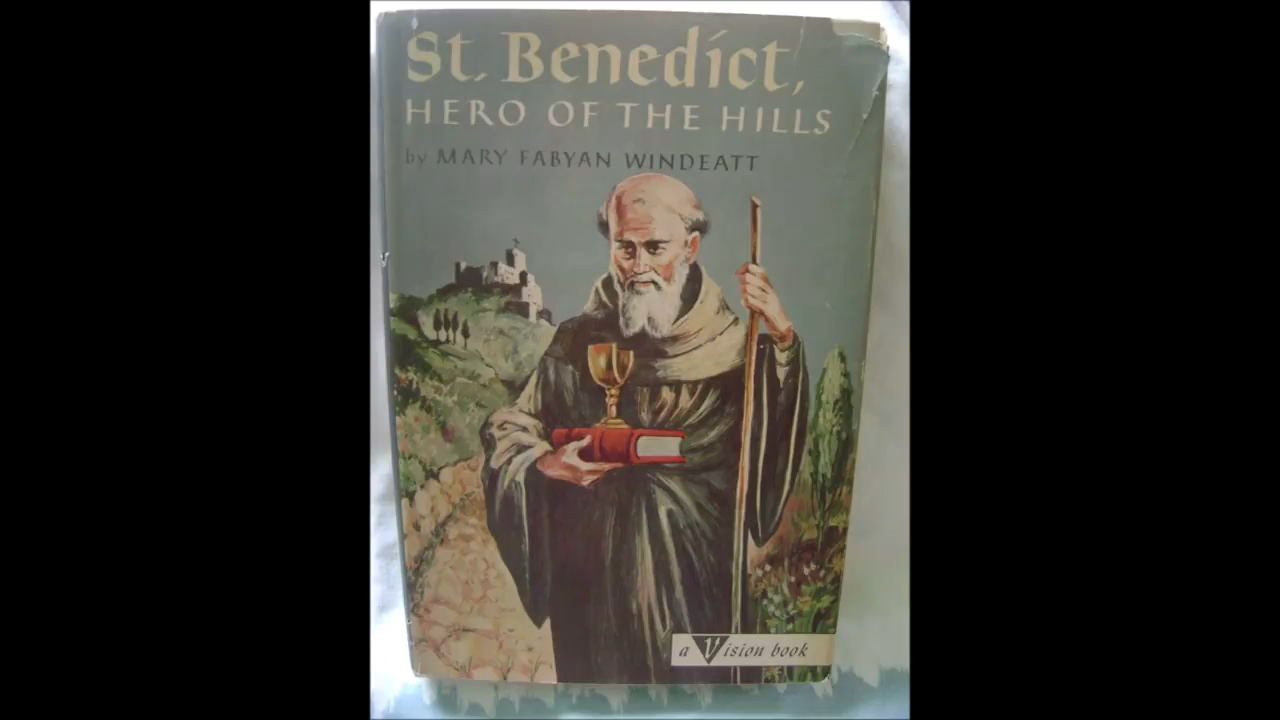 St. Benedict,
HERO OF THE HILLS
by MARY FABYAN WINDEATT
a Vision book